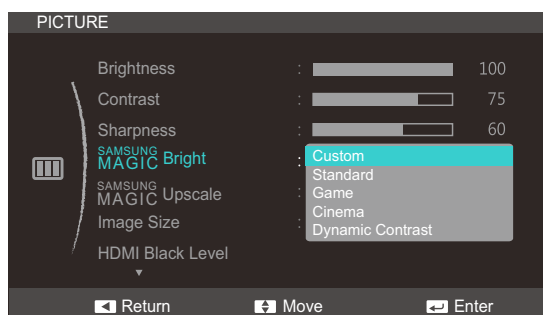 PICTURE
Brightness : 100
Contrast : 75
Sharpness : 60
SAMSUNG
MAGIC Bright : Custom
Standard
SAMSUNG
MAGIC Upscale : Game
Cinema
Image Size : Dynamic Contrast
HDMI Black Level
Return Move Enter